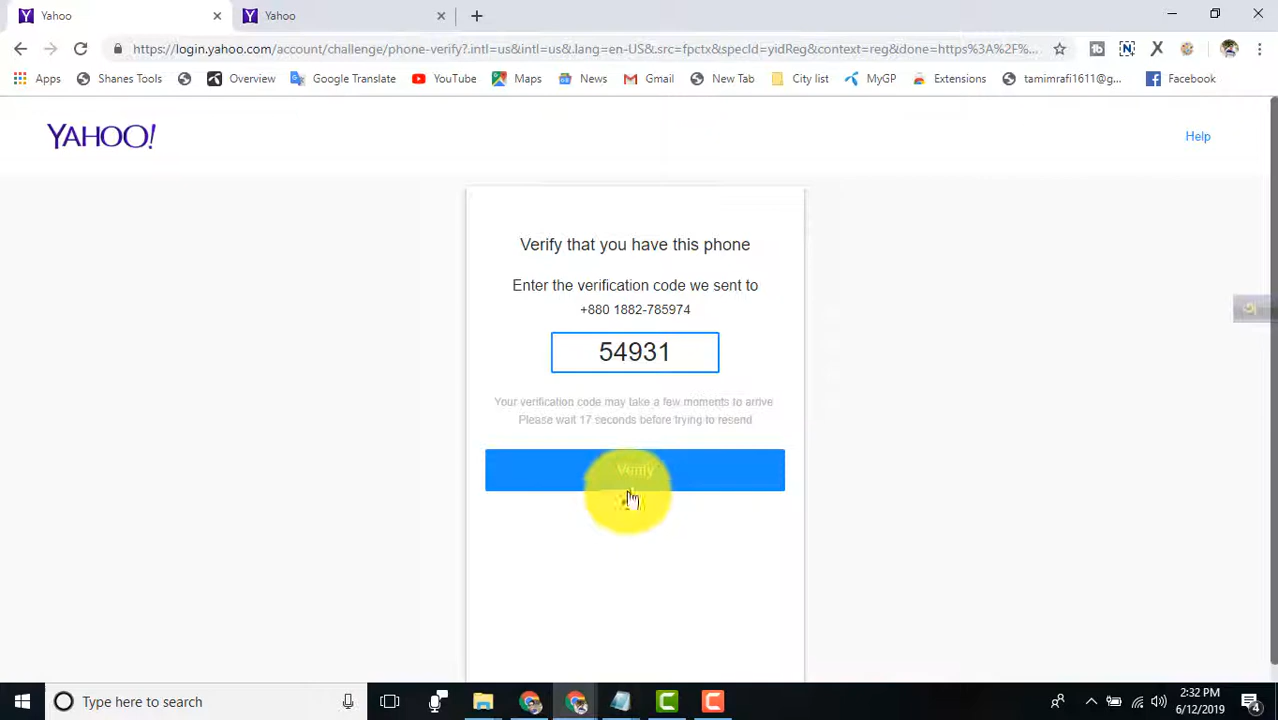 Yahoo
Yahoo
https://login.yahoo.com/account/challenge/phone-verify?.intl=us&intl=us&.lang=en-US&.src=fpctx&specId=yidReg&context=reg&done=https%3A%2F%...
Apps
Shanes Tools
Overview
Google Translate
YouTube
Maps
News
Gmail
New Tab
City list
MyGP
Extensions
tamimrafi1611@g...
Facebook
YAHOO!
Help
Verify that you have this phone
Enter the verification code we sent to
+880 1882-785974
54931
Your verification code may take a few moments to arrive
Please wait 17 seconds before trying to resend
Verify
Type here to search
2:32 PM
6/12/2019
4